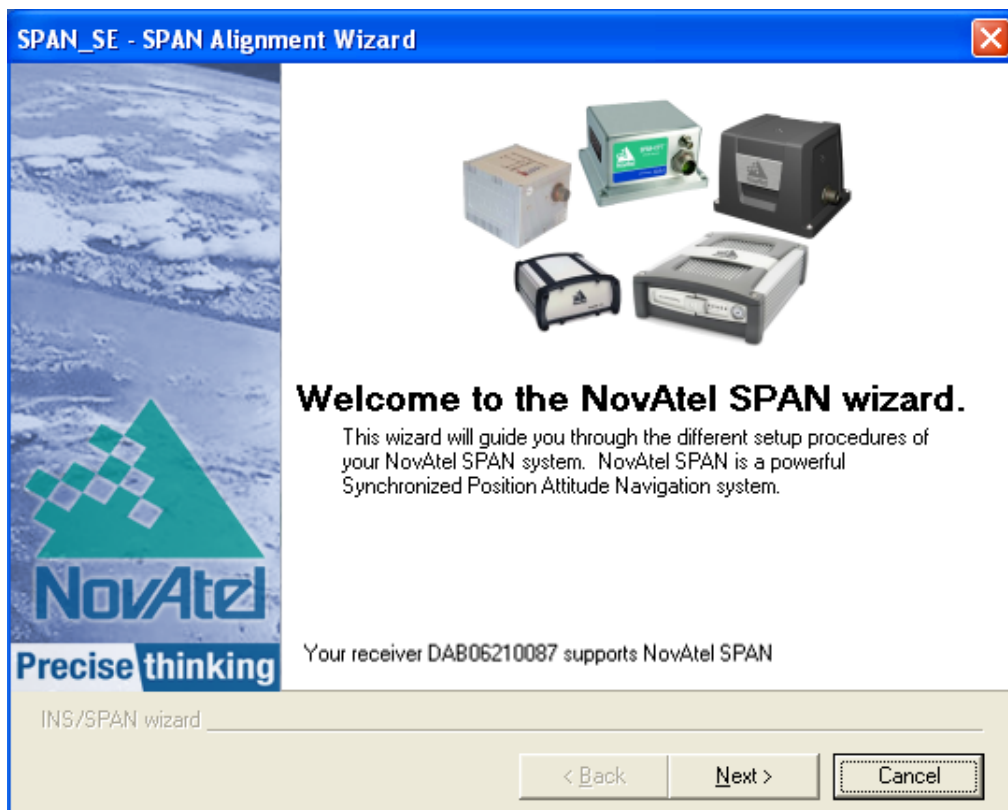 SPAN_SE - SPAN Alignment Wizard
Welcome to the NovAtel SPAN wizard.
This wizard will guide you through the different setup procedures of
your NovAtel SPAN system. NovAtel SPAN is a powerful
Synchronized Position Attitude Navigation system.
NovAtel
Precise thinking
Your receiver DAB06210087 supports NovAtel SPAN
INS/SPAN wizard
< Back
Next >
Cancel